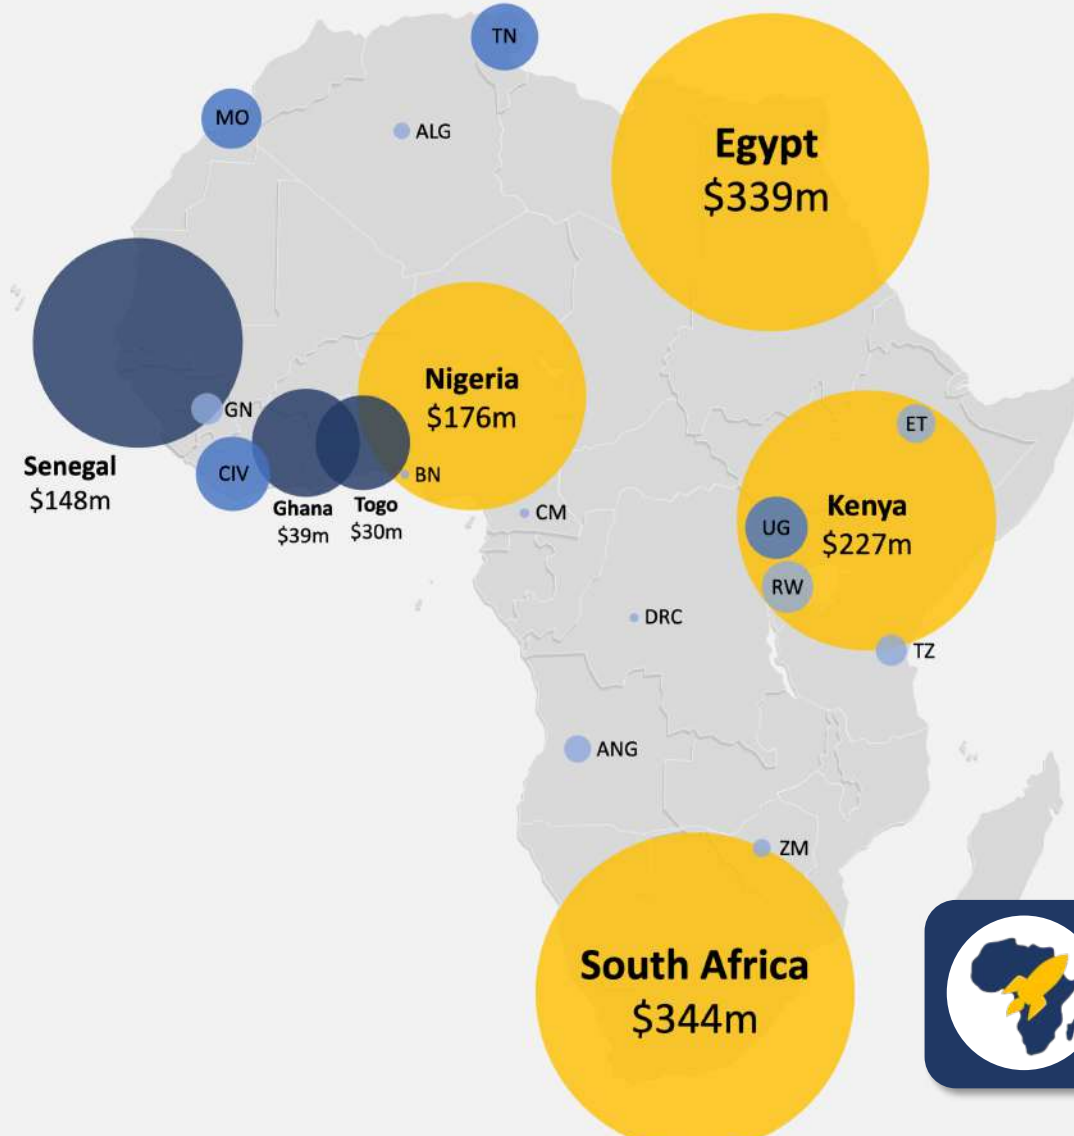 TN
MO
ALG
Egypt
$339m
Nigeria
$176m
GN
ET
Senegal
$148m
CIV
BN
Ghana
$39m
Togo
$30m
CM
UG
Kenya
$227m
RW
DRC
TZ
ANG
ZM
South Africa
$344m